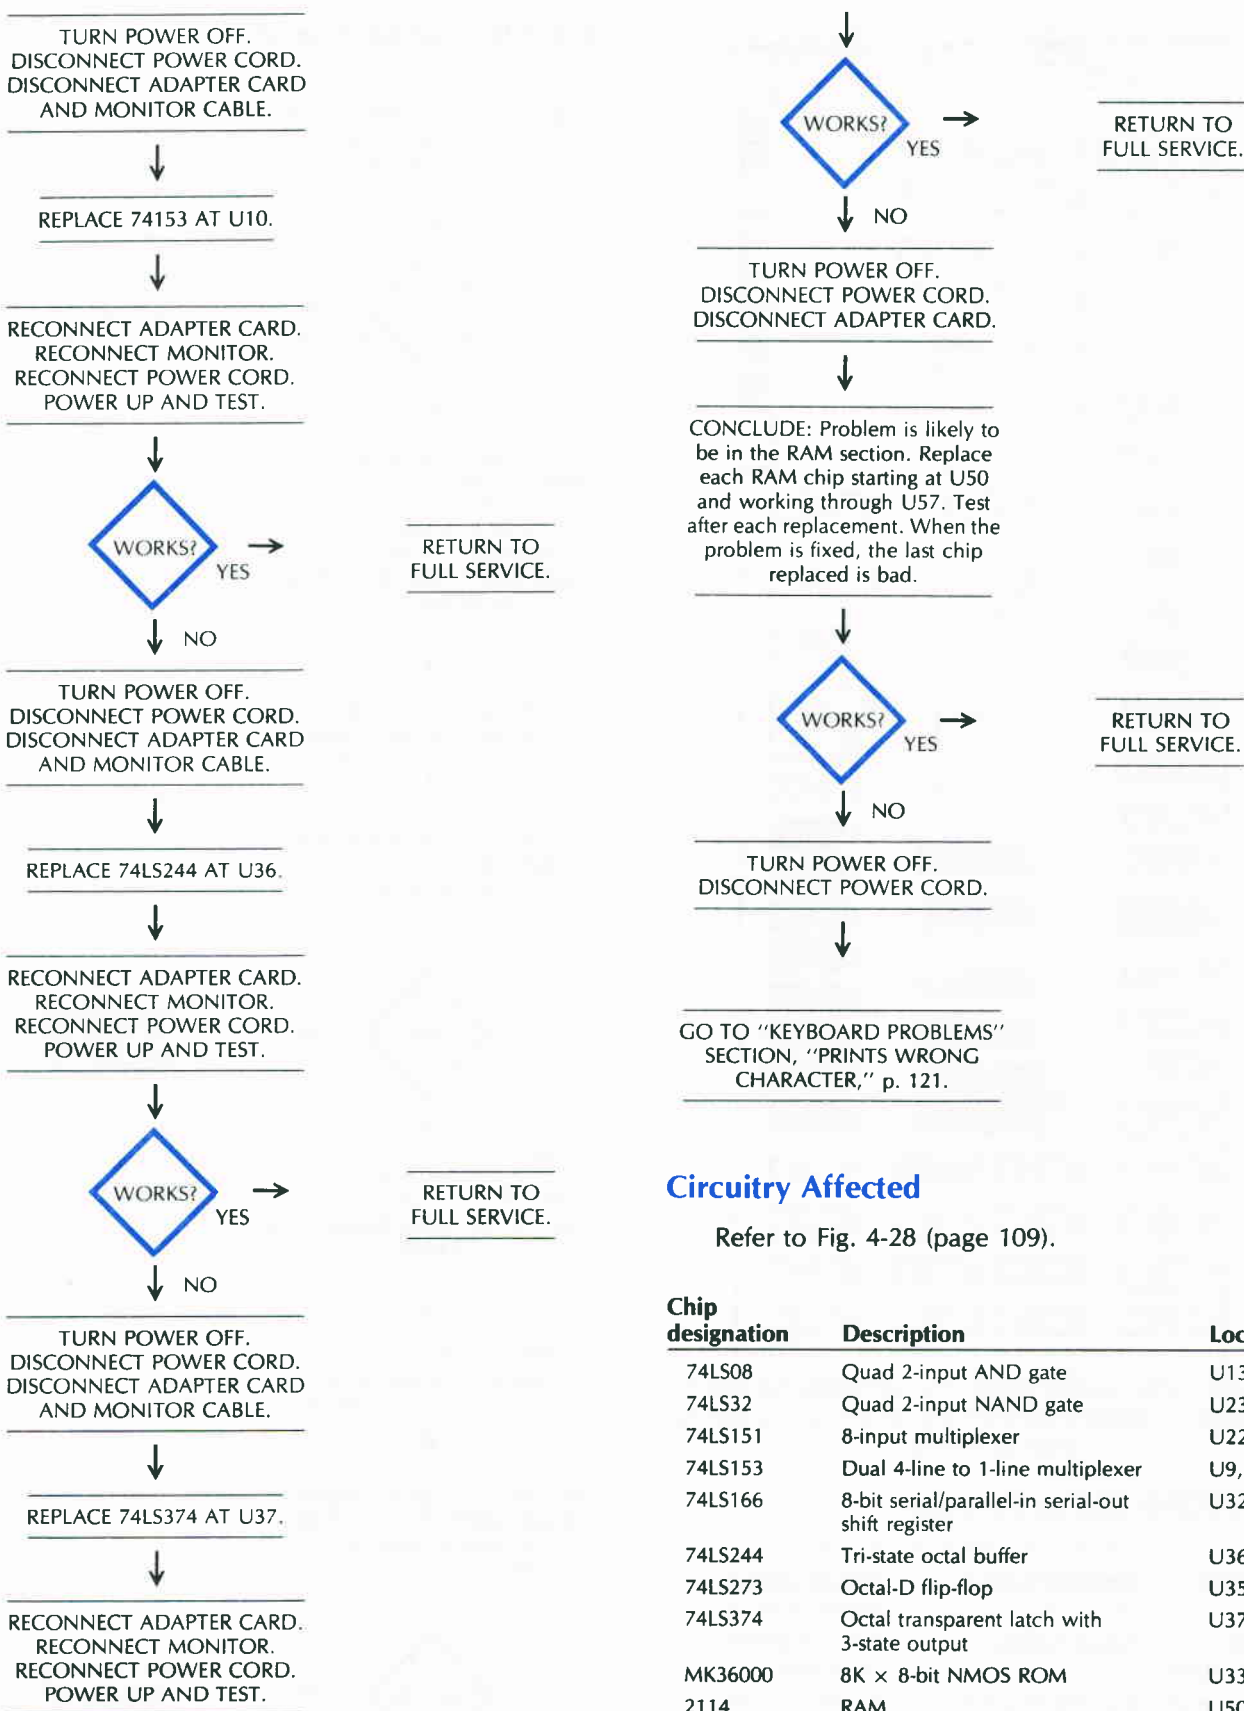 TURN POWER OFF.
DISCONNECT POWER CORD.
DISCONNECT ADAPTER CARD
AND MONITOR CABLE.
REPLACE 74153 AT U10.
RECONNECT ADAPTER CARD.
RECONNECT MONITOR.
RECONNECT POWER CORD.
POWER UP AND TEST.
WORKS?
YES
RETURN TO
FULL SERVICE.
NO
TURN POWER OFF.
DISCONNECT POWER CORD.
DISCONNECT ADAPTER CARD
AND MONITOR CABLE.
REPLACE 74LS244 AT U36.
RECONNECT ADAPTER CARD.
RECONNECT MONITOR.
RECONNECT POWER CORD.
POWER UP AND TEST.
WORKS?
YES
RETURN TO
FULL SERVICE.
NO
TURN POWER OFF.
DISCONNECT POWER CORD.
DISCONNECT ADAPTER CARD
AND MONITOR CABLE.
REPLACE 74LS374 AT U37.
RECONNECT ADAPTER CARD.
RECONNECT MONITOR.
RECONNECT POWER CORD.
POWER UP AND TEST.
WORKS?
YES
RETURN TO
FULL SERVICE.
NO
TURN POWER OFF.
DISCONNECT POWER CORD.
DISCONNECT ADAPTER CARD.
CONCLUDE: Problem is likely to
be in the RAM section. Replace
each RAM chip starting at U50
and working through U57. Test
after each replacement. When the
problem is fixed, the last chip
replaced is bad.
WORKS?
YES
RETURN TO
FULL SERVICE.
NO
TURN POWER OFF.
DISCONNECT POWER CORD.
GO TO "KEYBOARD PROBLEMS"
SECTION, "PRINTS WRONG
CHARACTER," p. 121.
Circuitry Affected
Refer to Fig. 4-28 (page 109).
Chip
designation Description Loc
74LS08 Quad 2-input AND gate U13
74LS32 Quad 2-input NAND gate U23
74LS151 8-input multiplexer U22
74LS153 Dual 4-line to 1-line multiplexer U9,
74LS166 8-bit serial/parallel-in serial-out U32
shift register
74LS244 Tri-state octal buffer U36
74LS273 Octal-D flip-flop U35
74LS374 Octal transparent latch with U37
3-state output
MK36000 8K × 8-bit NMOS ROM U33
2114 RAM U50